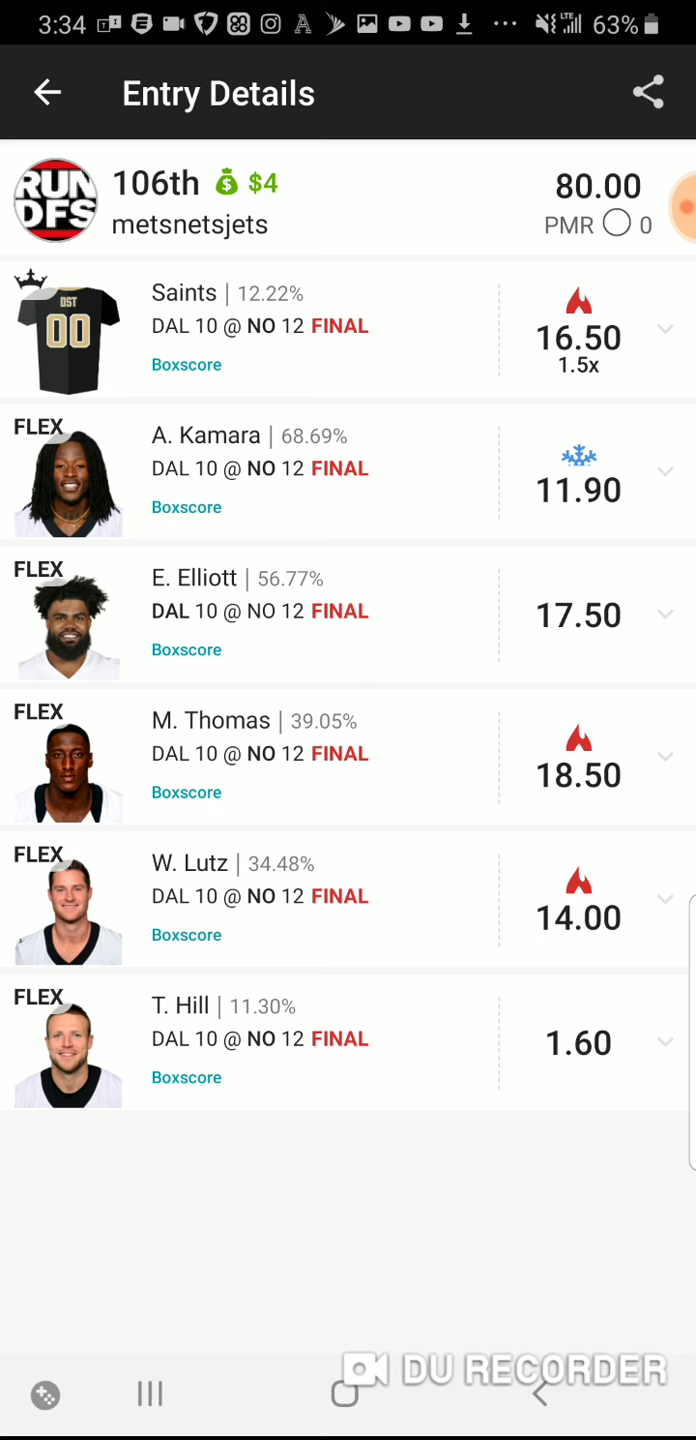 3:34 63%
LTE
Entry Details
RUN
DFS
106th $ $4
metsnetsjets
80.00
PMR 0
DST
00
Saints | 12.22%
DAL 10 @ NO 12 FINAL
Boxscore
16.50
1.5x
FLEX
A. Kamara | 68.69%
DAL 10 @ NO 12 FINAL
Boxscore
11.90
FLEX
E. Elliott | 56.77%
DAL 10 @ NO 12 FINAL
Boxscore
17.50
FLEX
M. Thomas | 39.05%
DAL 10 @ NO 12 FINAL
Boxscore
18.50
FLEX
W. Lutz | 34.48%
DAL 10 @ NO 12 FINAL
Boxscore
14.00
FLEX
T. Hill | 11.30%
DAL 10 @ NO 12 FINAL
Boxscore
1.60
DU RECORDER